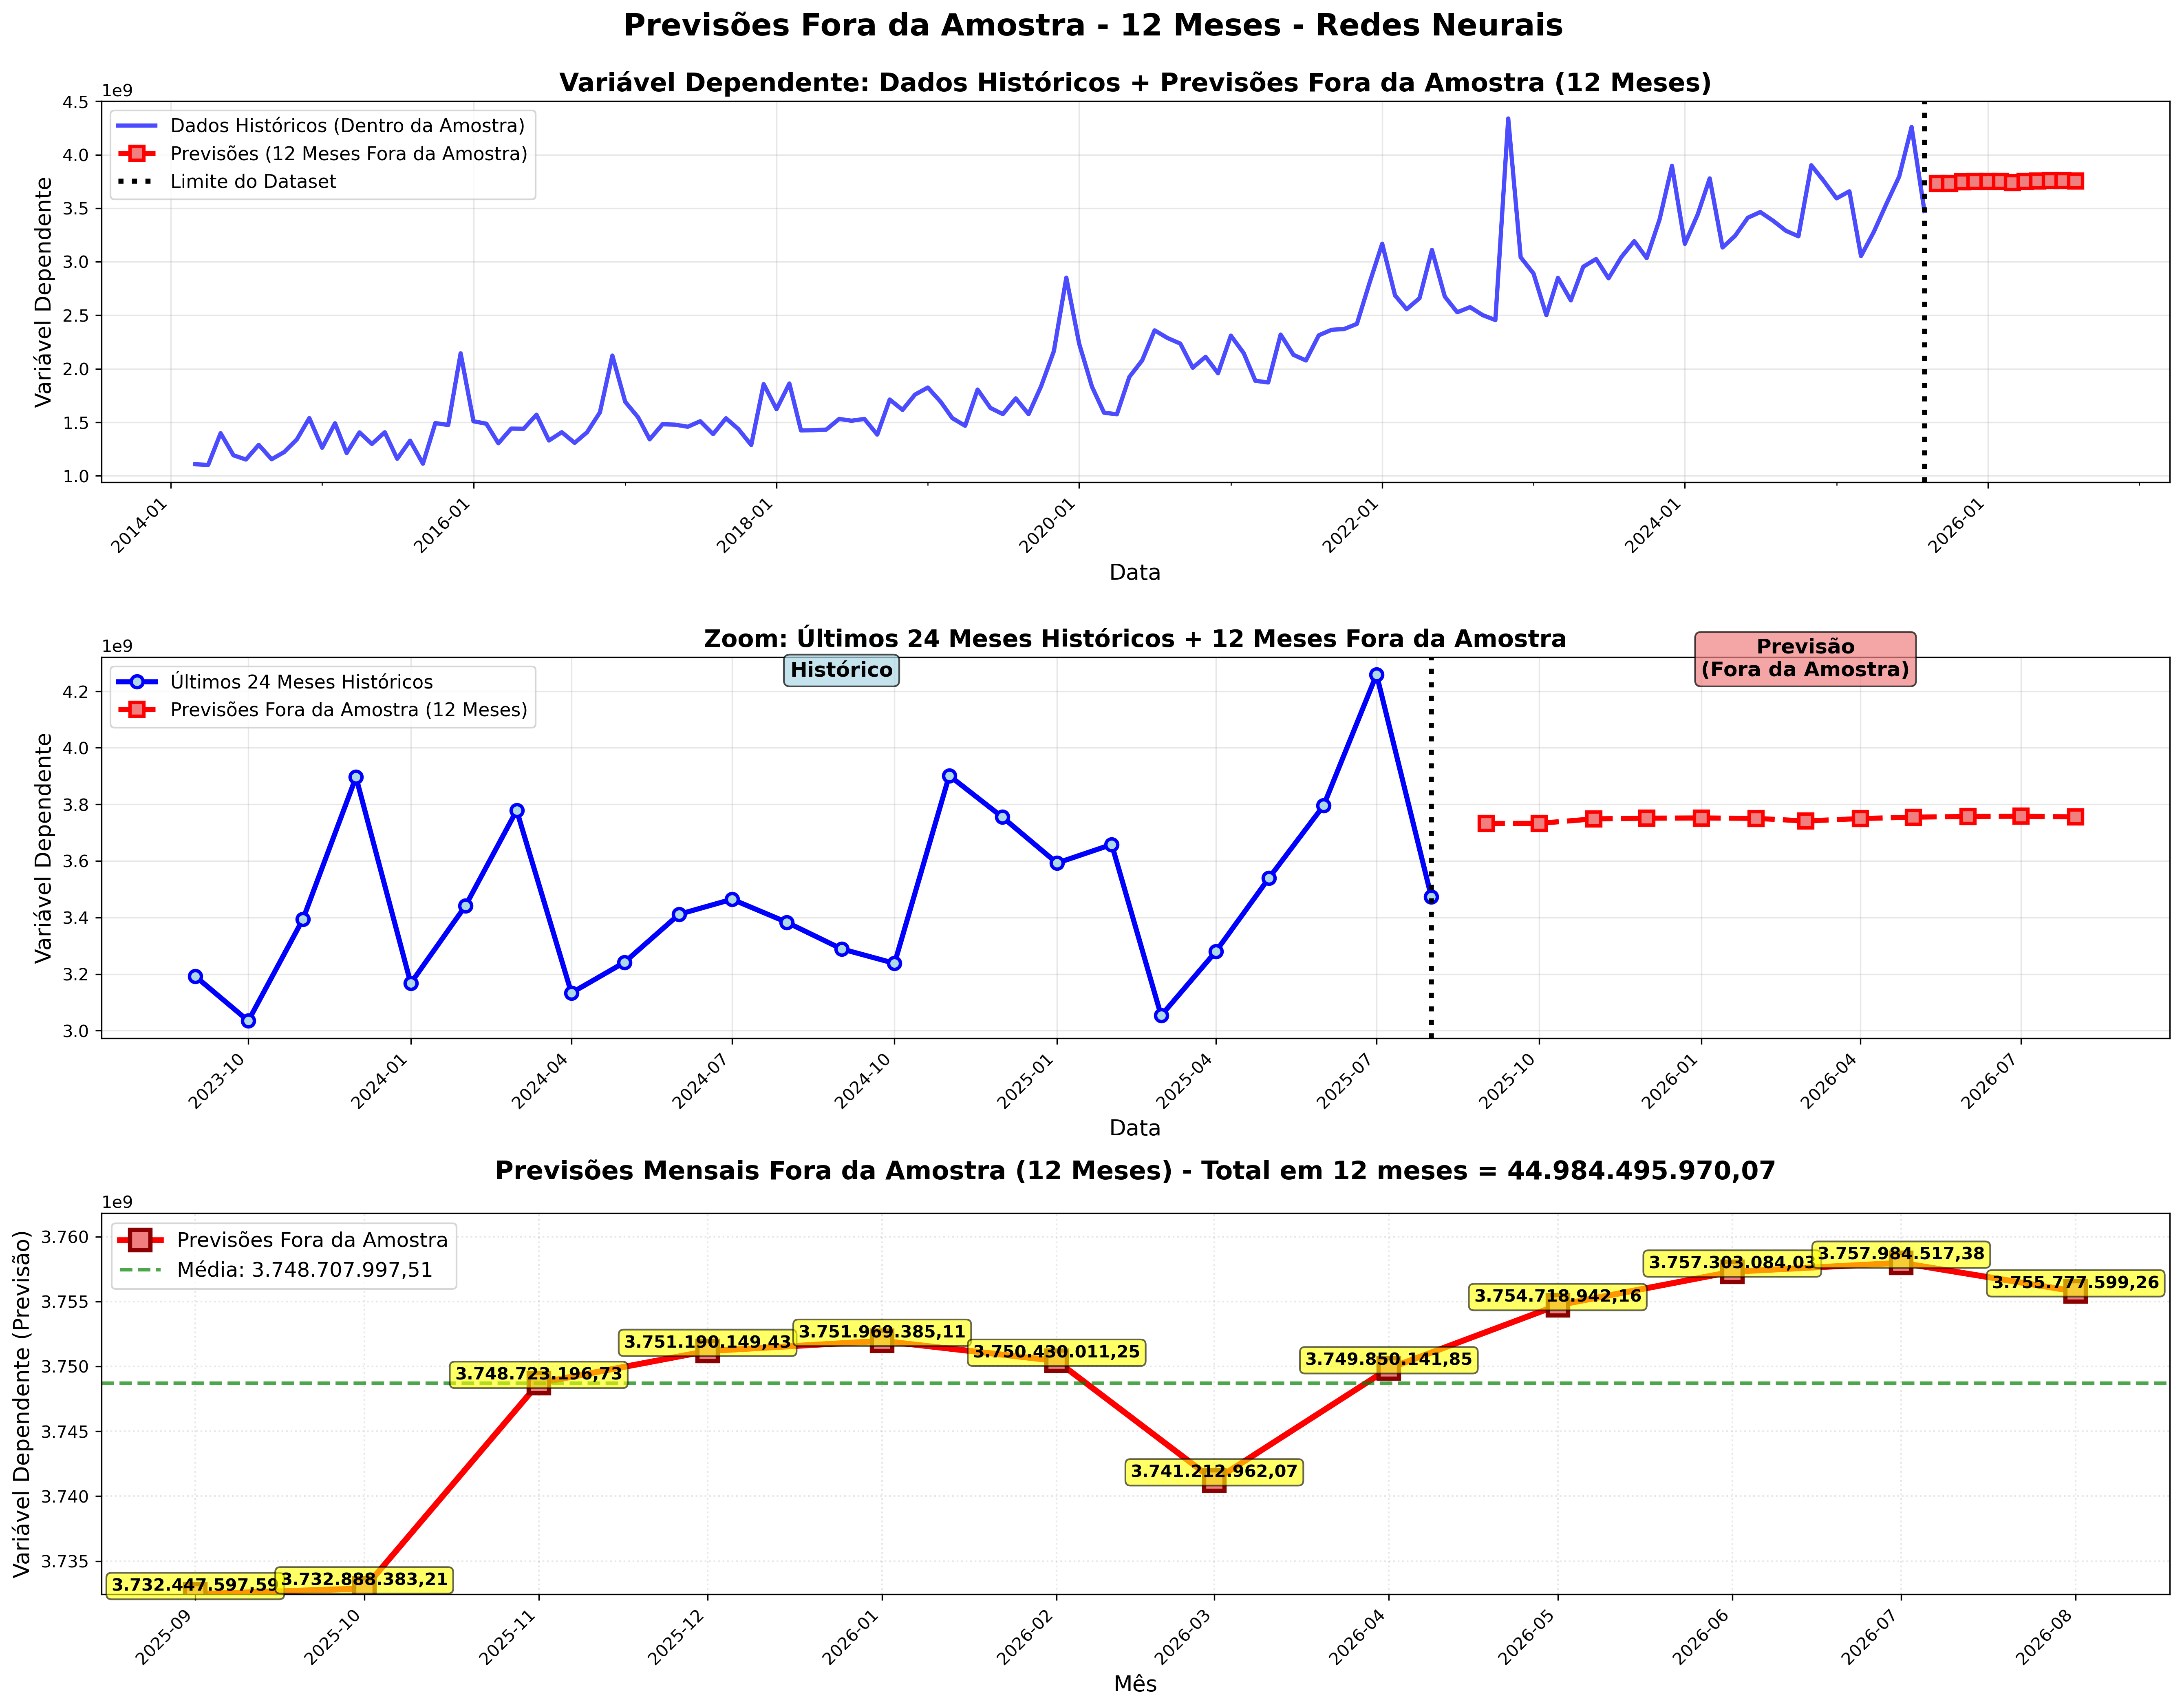 Previsões Fora da Amostra - 12 Meses - Redes Neurais
Variável Dependente: Dados Históricos + Previsões Fora da Amostra (12 Meses)
1e9
Dados Históricos (Dentro da Amostra)
Previsões (12 Meses Fora da Amostra)
Limite do Dataset
4.5
4.0
3.5
3.0
2.5
2.0
1.5
1.0
Variável Dependente
2014-01
2016-01
2018-01
2020-01
2022-01
2024-01
2026-01
Data
Zoom: Últimos 24 Meses Históricos + 12 Meses Fora da Amostra
1e9
Últimos 24 Meses Históricos
Previsões Fora da Amostra (12 Meses)
Histórico
Previsão
(Fora da Amostra)
4.2
4.0
3.8
3.6
3.4
3.2
3.0
Variável Dependente
2023-10
2024-01
2024-04
2024-07
2024-10
2025-01
2025-04
2025-07
2025-10
2026-01
2026-04
2026-07
Data
Previsões Mensais Fora da Amostra (12 Meses) - Total em 12 meses = 44.984.495.970,07
1e9
Previsões Fora da Amostra
Média: 3.748.707.997,51
3.760
3.755
3.750
3.745
3.740
3.735
Variável Dependente (Previsão)
3.732.447.597,59
3.732.888.383,21
3.748.723.196,73
3.751.190.149,43
3.751.969.385,11
3.750.430.011,25
3.741.212.962,07
3.749.850.141,85
3.754.718.942,16
3.757.303.084,03
3.757.984.517,38
3.755.777.599,26
2025-09
2025-10
2025-11
2025-12
2026-01
2026-02
2026-03
2026-04
2026-05
2026-06
2026-07
2026-08
Mês